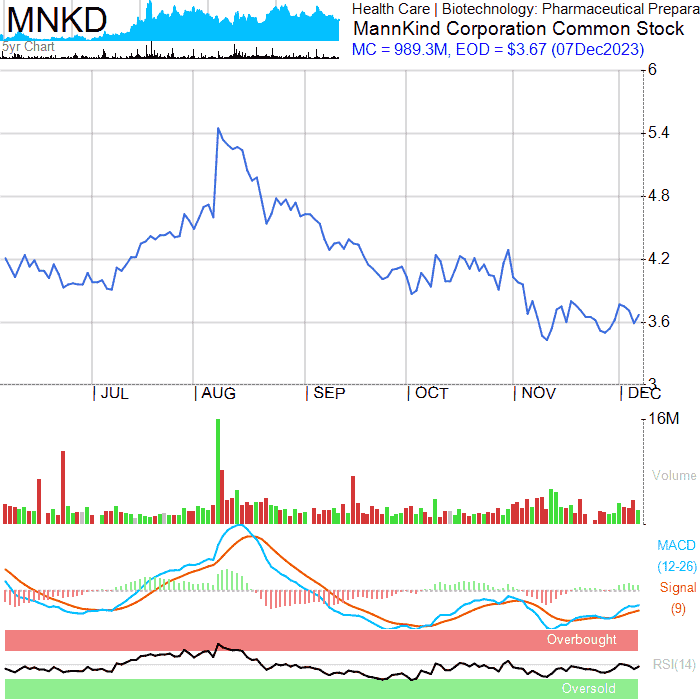 MNKD
5yr Chart
Health Care | Biotechnology: Pharmaceutical Prepara
MannKind Corporation Common Stock
MC = 989.3M, EOD = $3.67 (07Dec2023)
6
5.4
4.8
4.2
3.6
3
JUL AUG SEP OCT NOV DEC
16M
Volume
MACD
(12-26)
Signal
(9)
Overbought
RSI(14)
Oversold